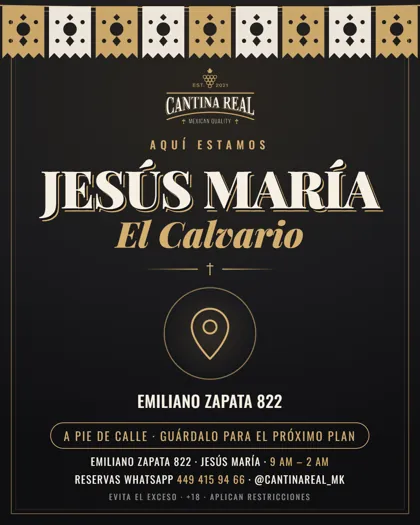 EST 2021
CANTINA REAL
MEXICAN QUALITY
AQUÍ ESTAMOS
JESÚS MARÍA
El Calvario
EMILIANO ZAPATA 822
A PIE DE CALLE · GUÁRDALO PARA EL PRÓXIMO PLAN
EMILIANO ZAPATA 822 · JESÚS MARÍA · 9 AM – 2 AM
RESERVAS WHATSAPP 449 415 94 66 · @CANTINAREAL_MK
EVITA EL EXCESO · +18 · APLICAN RESTRICCIONES